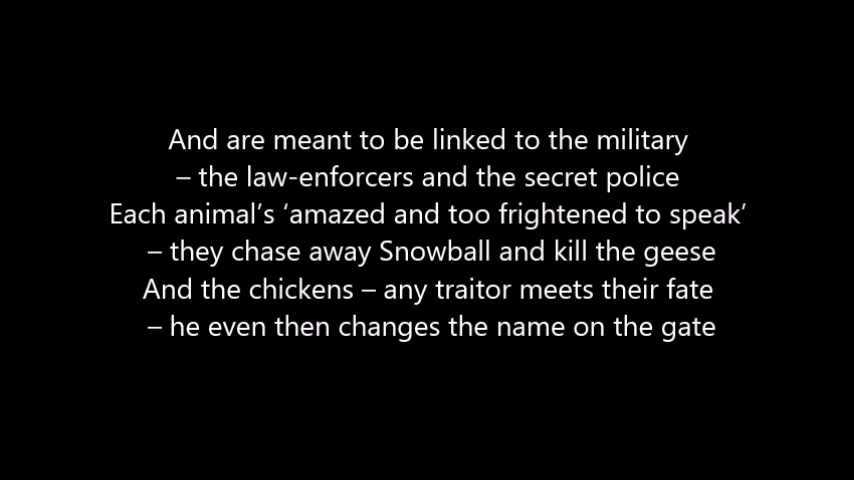 And are meant to be linked to the military
– the law-enforcers and the secret police
Each animal’s ‘amazed and too frightened to speak’
– they chase away Snowball and kill the geese
And the chickens – any traitor meets their fate
– he even then changes the name on the gate